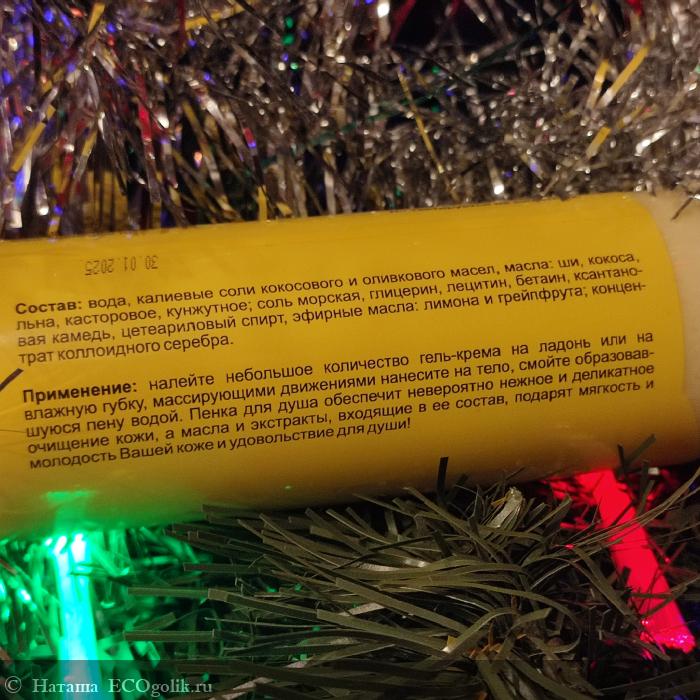 30.01.2025
Состав: вода, калиевые соли кокосового и оливкового масел, масла: ши, кокоса,
льна, касторовое, кунжутное; соль морская, глицерин, лецитин, бетаин, ксантано-
вая камедь, цетеариловый спирт, эфирные масла: лимона и грейпфрута; концен-
трат коллоидного серебра.
Применение: налейте небольшое количество гель-крема на ладонь или на
влажную губку, массирующими движениями нанесите на тело, смойте образовав-
шуюся пену водой. Пенка для душа обеспечит невероятно нежное и деликатное
очищение кожи, а масла и экстракты, входящие в ее состав, подарят мягкость и
молодость Вашей коже и удовольствие для души!
© Наташа ECOgolik.ru